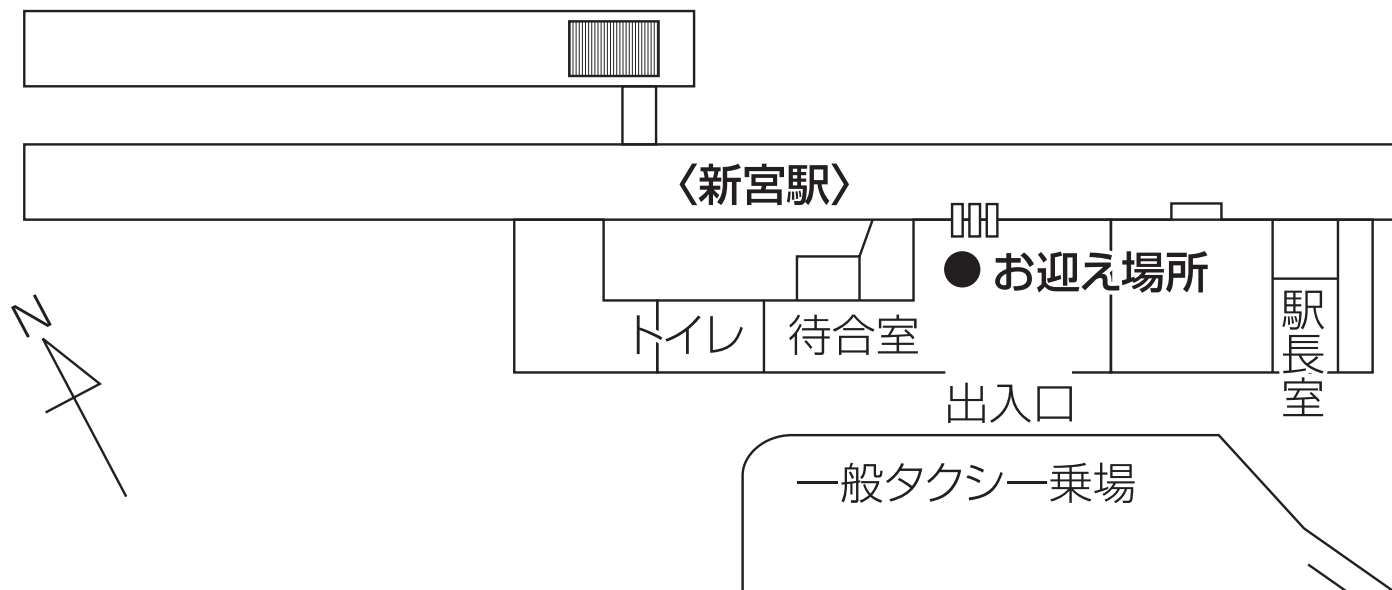 〈新宮駅〉
お迎え場所
トイレ
待合室
駅長室
出入口
一般タクシー乗場
N